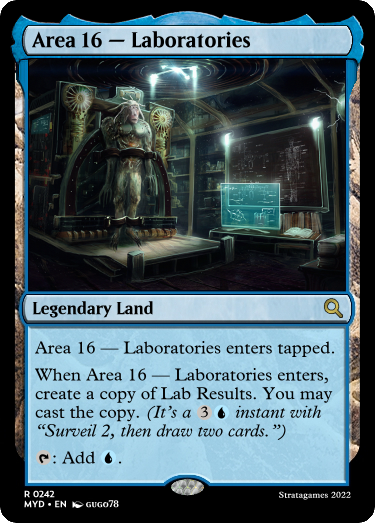 Area 16 — Laboratories
Legendary Land
Area 16 — Laboratories enters tapped.
When Area 16 — Laboratories enters,
create a copy of Lab Results. You may
cast the copy. (It's a 3 instant with
“Surveil 2, then draw two cards.”)
: Add .
R 0242
MYD • EN GUGO78
Stratagames 2022